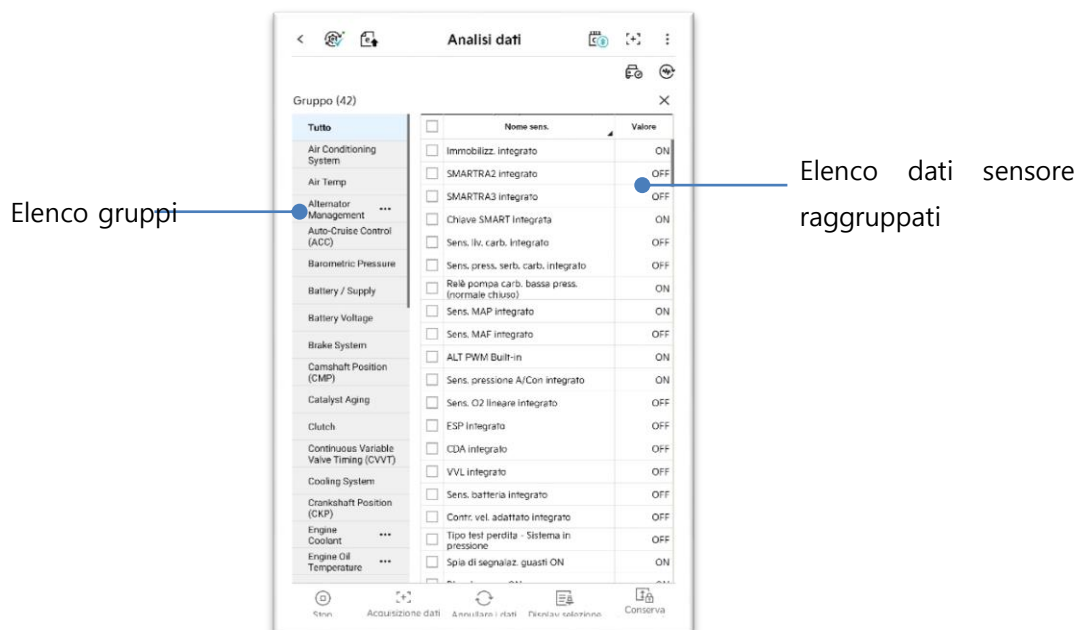 Analisi dati
Gruppo (42)
Tutto
Air Conditioning
System
Air Temp
Alternator
Management
Auto-Cruise Control
(ACC)
Barometric Pressure
Battery / Supply
Battery Voltage
Brake System
Camshaft Position
(CMP)
Catalyst Aging
Clutch
Continuous Variable
Valve Timing (CVVT)
Cooling System
Crankshaft Position
(CKP)
Engine
Coolant
Engine Oil
Temperature
Nome sens. Valore
Immobilizz. integrato ON
SMARTRA2 integrato OFF
SMARTRA3 integrato OFF
Chiave SMART integrata ON
Sens. liv. carb. integrato OFF
Sens. press. serb. carb. integrato OFF
Relè pompa carb. bassa press.
(normale chiuso) ON
Sens. MAP integrato ON
Sens. MAF integrato OFF
ALT PWM Built-in ON
Sens. pressione A/Con integrato ON
Sens. O2 lineare integrato OFF
ESP integrato OFF
CDA integrato OFF
VVL integrato OFF
Sens. batteria integrato OFF
Contr. vel. adattato integrato OFF
Tipo test perdita - Sistema in
pressione OFF
Spia di segnalaz. guasti ON ON
Stop Acquisizione dati Annullare i dati Display selezione Conserva
Elenco gruppi
Elenco dati sensore
raggruppati